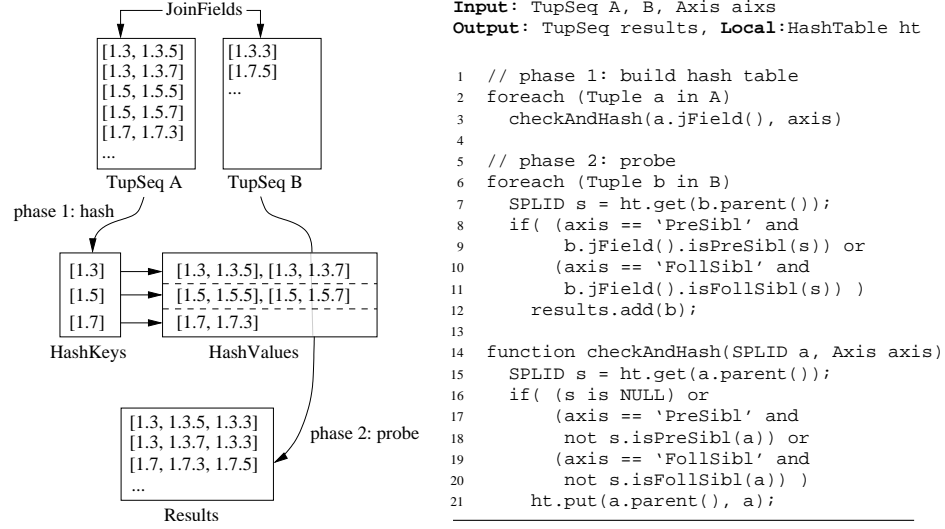 JoinFields
[1.3, 1.3.5]
[1.3, 1.3.7]
[1.5, 1.5.5]
[1.5, 1.5.7]
[1.7, 1.7.3]
...
[1.3.3]
[1.7.5]
...
TupSeq A
TupSeq B
phase 1: hash
[1.3]
[1.5]
[1.7]
[1.3, 1.3.5], [1.3, 1.3.7]
[1.5, 1.5.5], [1.5, 1.5.7]
[1.7, 1.7.3]
HashKeys
HashValues
phase 2: probe
[1.3, 1.3.5, 1.3.3]
[1.3, 1.3.7, 1.3.3]
[1.7, 1.7.3, 1.7.5]
...
Results
Input: TupSeq A, B, Axis aixs
Output: TupSeq results, Local:HashTable ht
1 // phase 1: build hash table
2 foreach (Tuple a in A)
3 checkAndHash(a.jField(), axis)
4
5 // phase 2: probe
6 foreach (Tuple b in B)
7 SPLID s = ht.get(b.parent());
8 if( (axis == ‘PreSibl’ and
9 b.jField().isPreSibl(s)) or
10 (axis == ‘FollSibl’ and
11 b.jField().isFollSibl(s)) )
12 results.add(b);
13
14 function checkAndHash(SPLID a, Axis axis)
15 SPLID s = ht.get(a.parent());
16 if( (s is NULL) or
17 (axis == ‘PreSibl’ and
18 not s.isPreSibl(a)) or
19 (axis == ‘FollSibl’ and
20 not s.isFollSibl(a)) )
21 ht.put(a.parent(), a);